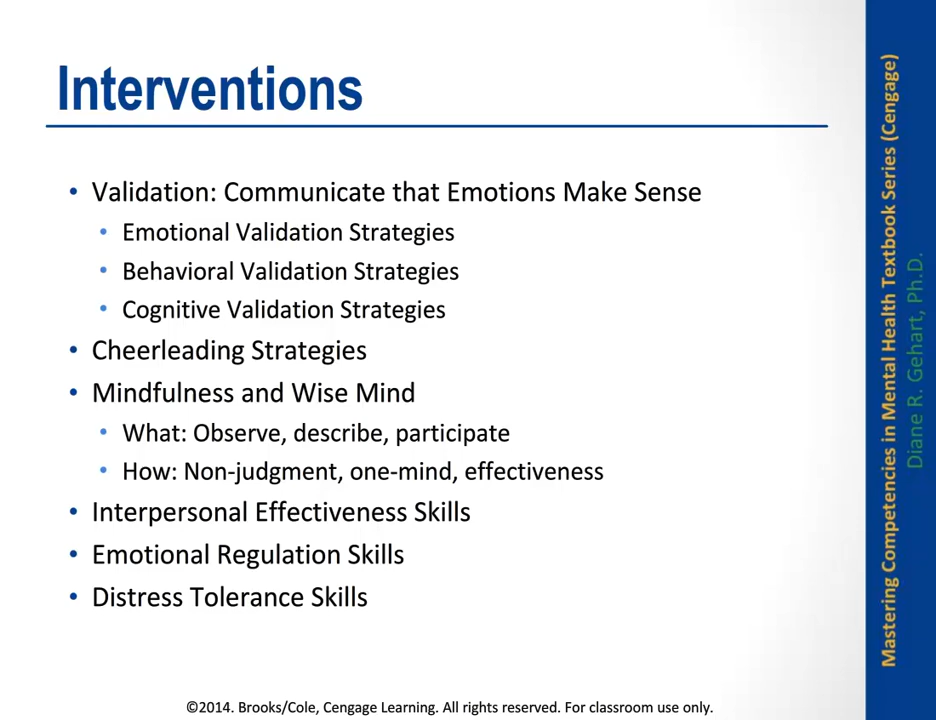 Interventions
• Validation: Communicate that Emotions Make Sense
• Emotional Validation Strategies
• Behavioral Validation Strategies
• Cognitive Validation Strategies
• Cheerleading Strategies
• Mindfulness and Wise Mind
• What: Observe, describe, participate
• How: Non-judgment, one-mind, effectiveness
• Interpersonal Effectiveness Skills
• Emotional Regulation Skills
• Distress Tolerance Skills
©2014. Brooks/Cole, Cengage Learning. All rights reserved. For classroom use only.
Mastering Competencies in Mental Health Textbook Series (Cengage)
Diane R. Gehart, Ph.D.